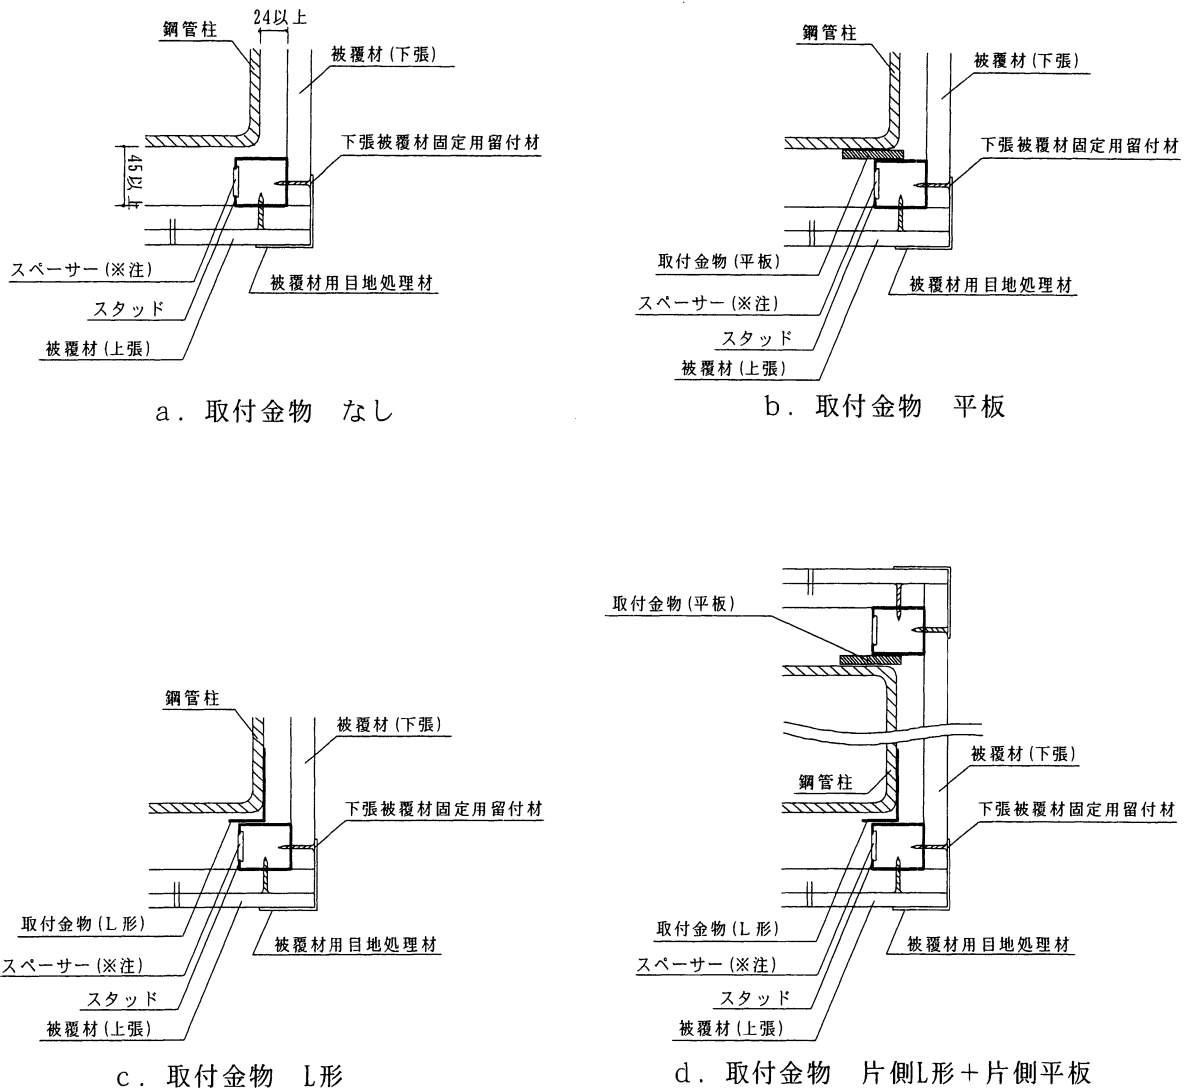 24以上
鋼管柱
被覆材(下張)
下張被覆材固定用留付材
45以上
スペーサー(※注)
被覆材用目地処理材
スタッド
被覆材(上張)
a. 取付金物 なし
鋼管柱
被覆材(下張)
下張被覆材固定用留付材
取付金物(平板)
被覆材用目地処理材
スペーサー(※注)
スタッド
被覆材(上張)
b. 取付金物 平板
鋼管柱
被覆材(下張)
下張被覆材固定用留付材
取付金物(L形)
被覆材用目地処理材
スペーサー(※注)
スタッド
被覆材(上張)
c. 取付金物 L形
取付金物(平板)
被覆材(下張)
鋼管柱
下張被覆材固定用留付材
取付金物(L形)
被覆材用目地処理材
スペーサー(※注)
スタッド
被覆材(上張)
d. 取付金物 片側L形+片側平板